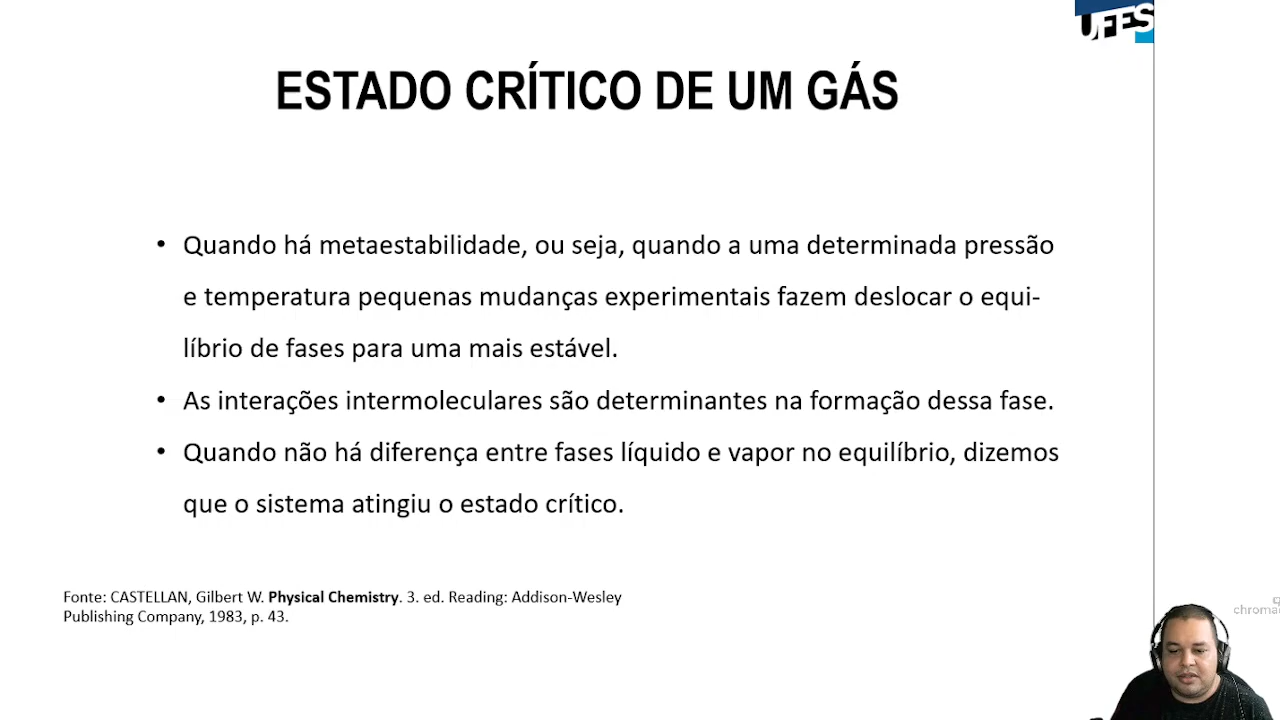 UFES
ESTADO CRÍTICO DE UM GÁS
• Quando há metaestabilidade, ou seja, quando a uma determinada pressão
e temperatura pequenas mudanças experimentais fazem deslocar o equi-
líbrio de fases para uma mais estável.
• As interações intermoleculares são determinantes na formação dessa fase.
• Quando não há diferença entre fases líquido e vapor no equilíbrio, dizemos
que o sistema atingiu o estado crítico.
Fonte: CASTELLAN, Gilbert W. Physical Chemistry. 3. ed. Reading: Addison-Wesley
Publishing Company, 1983, p. 43.